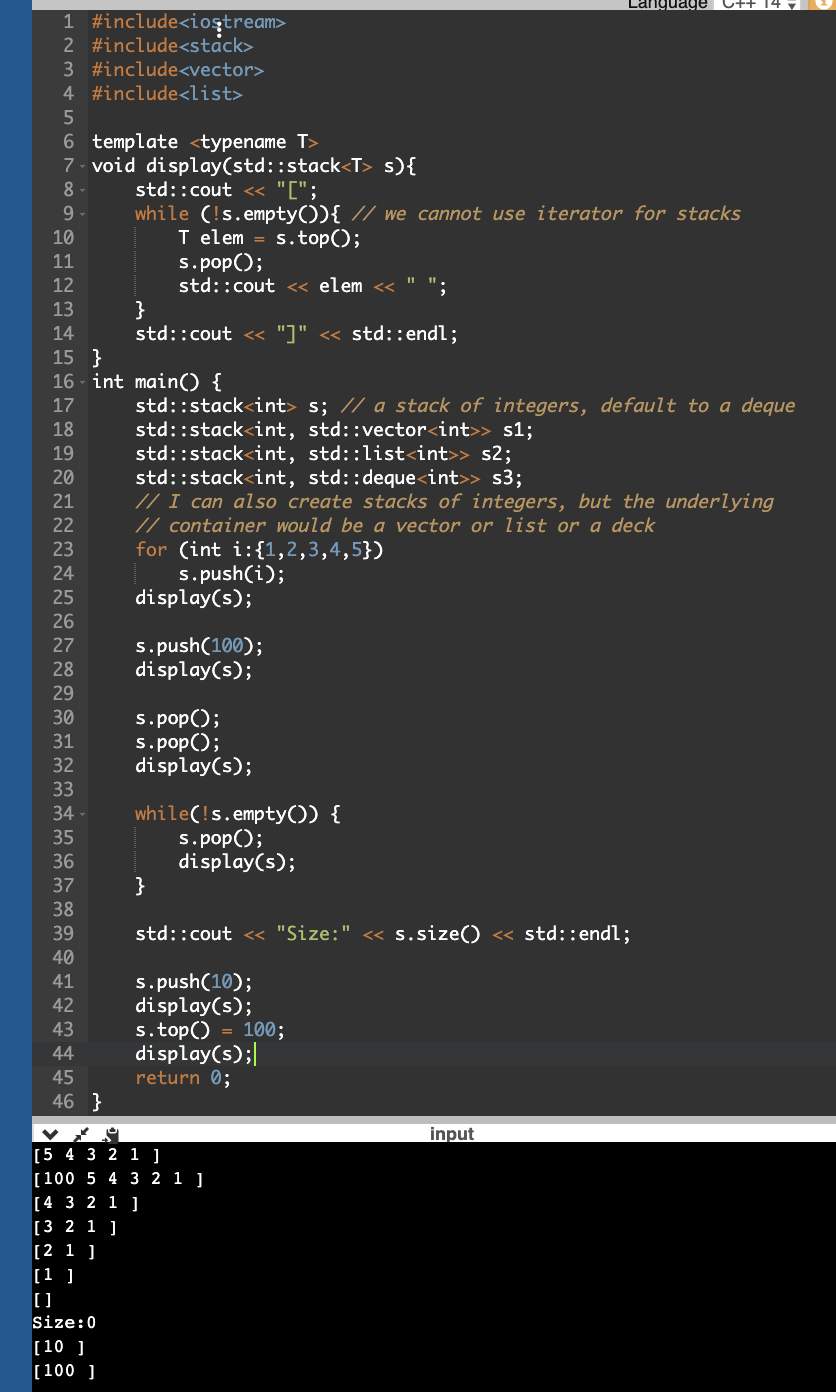 Language C++ 14
1 #include<iostream>
2 #include<stack>
3 #include<vector>
4 #include<list>
5
6 template <typename T>
7 void display(std::stack<T> s){
8     std::cout << "[";
9     while (!s.empty()){ // we cannot use iterator for stacks
10         T elem = s.top();
11         s.pop();
12         std::cout << elem << " ";
13     }
14     std::cout << "]" << std::endl;
15 }
16 int main() {
17     std::stack<int> s; // a stack of integers, default to a deque
18     std::stack<int, std::vector<int>> s1;
19     std::stack<int, std::list<int>> s2;
20     std::stack<int, std::deque<int>> s3;
21     // I can also create stacks of integers, but the underlying
22     // container would be a vector or list or a deck
23     for (int i:{1,2,3,4,5})
24         s.push(i);
25     display(s);
26
27     s.push(100);
28     display(s);
29
30     s.pop();
31     s.pop();
32     display(s);
33
34     while(!s.empty()) {
35         s.pop();
36         display(s);
37     }
38
39     std::cout << "Size:" << s.size() << std::endl;
40
41     s.push(10);
42     display(s);
43     s.top() = 100;
44     display(s);
45     return 0;
46 }
input
[5 4 3 2 1 ]
[100 5 4 3 2 1 ]
[4 3 2 1 ]
[3 2 1 ]
[2 1 ]
[1 ]
[]
Size:0
[10 ]
[100 ]